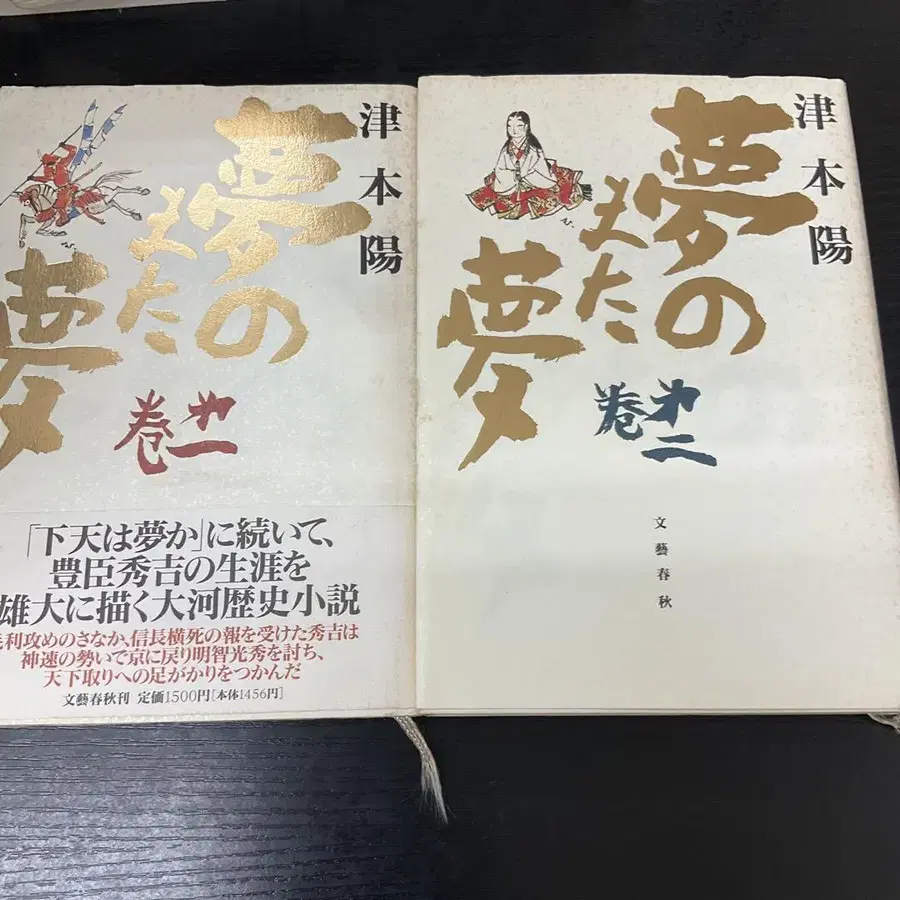 津本陽
夢の
また
夢
第一
巻
「下天は夢か」に続いて、
豊臣秀吉の生涯を
雄大に描く大河歴史小説
毛利攻めのさなか、信長横死の報を受けた秀吉は
神速の勢いで京に戻り明智光秀を討ち、
天下取りへの足がかりをつかんだ
文藝春秋刊 定価1500円[本体1456円]
津本陽
夢の
また
夢
第二
巻
文藝春秋